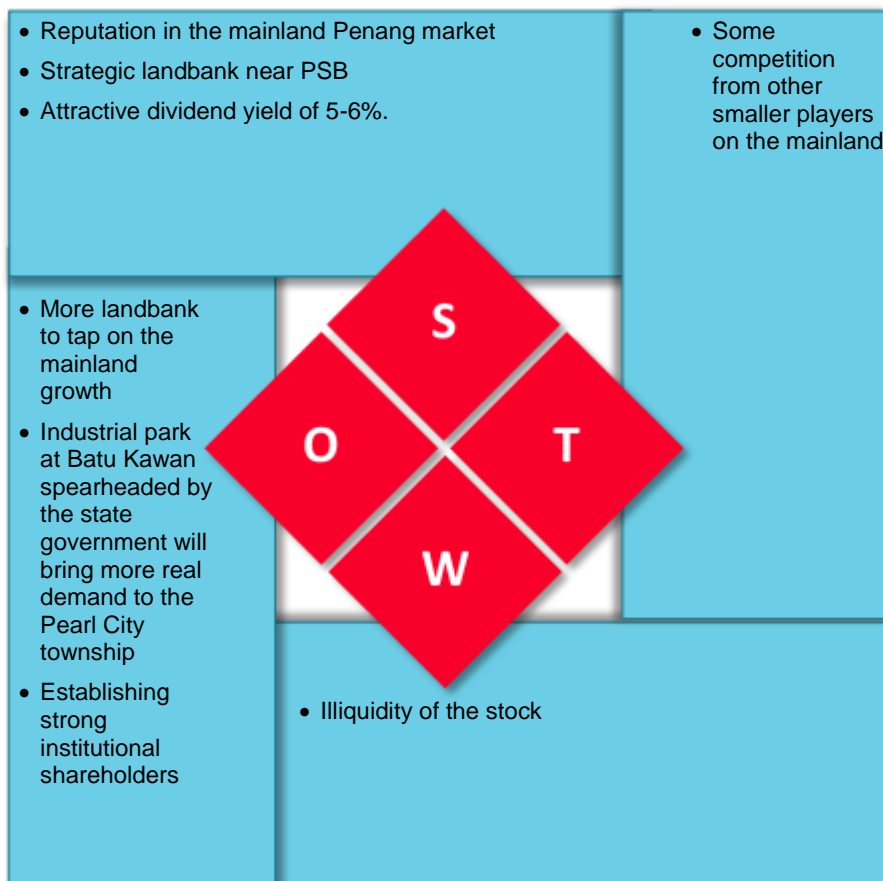 • Reputation in the mainland Penang market
• Strategic landbank near PSB
• Attractive dividend yield of 5-6%.
• Some
competition
from other
smaller players
on the mainland
• More landbank
to tap on the
mainland
growth
• Industrial park
at Batu Kawan
spearheaded by
the state
government will
bring more real
demand to the
Pearl City
township
• Establishing
strong
institutional
shareholders
S
O
T
W
• Illiquidity of the stock